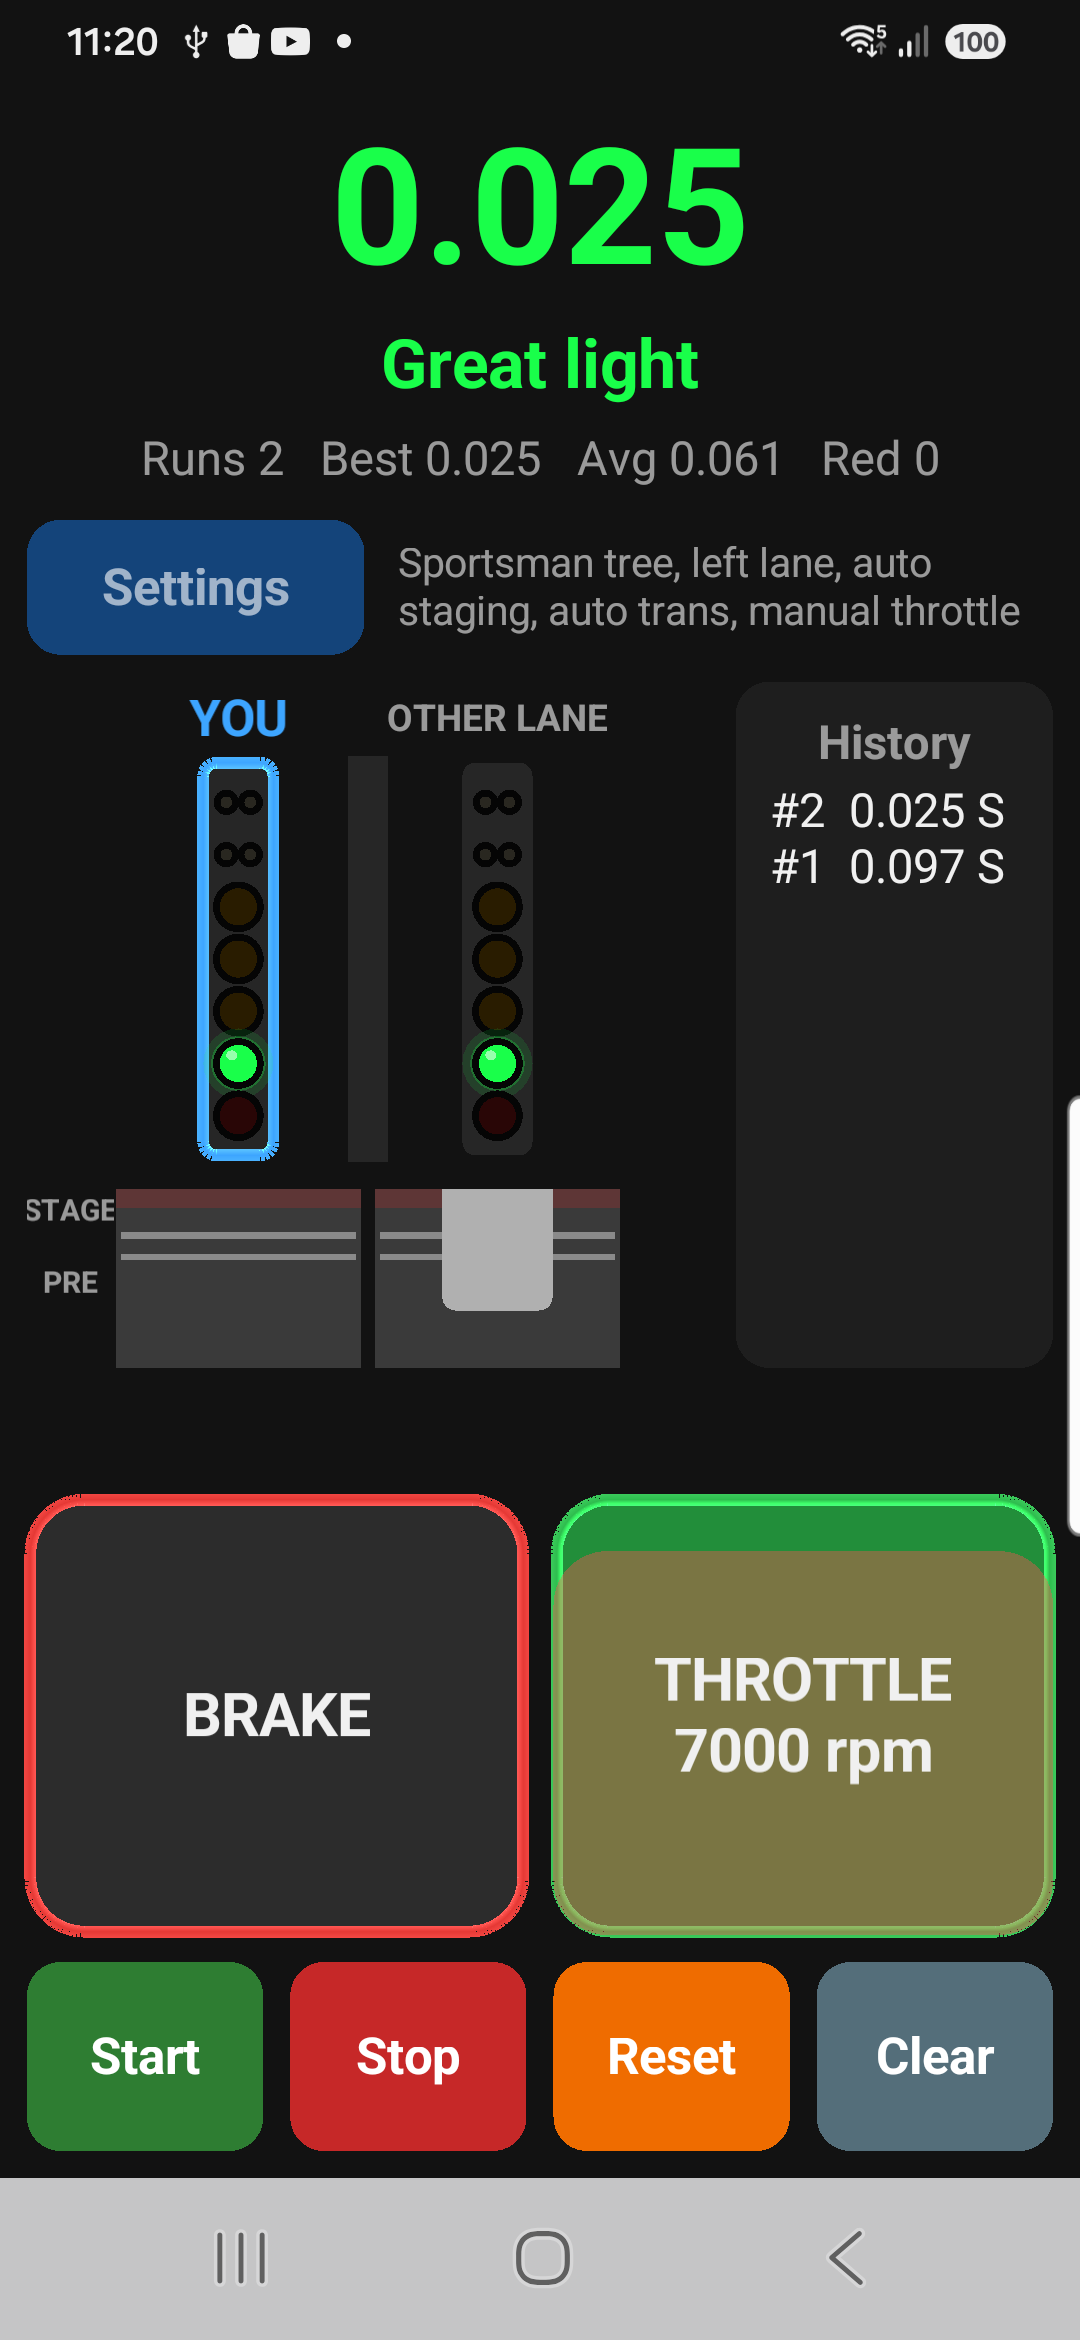 11:20
5
100
0.025
Great light
Runs 2 Best 0.025 Avg 0.061 Red 0
Settings
Sportsman tree, left lane, auto
staging, auto trans, manual throttle
YOU
OTHER LANE
History
#2 0.025 S
#1 0.097 S
STAGE
PRE
BRAKE
THROTTLE
7000 rpm
Start
Stop
Reset
Clear